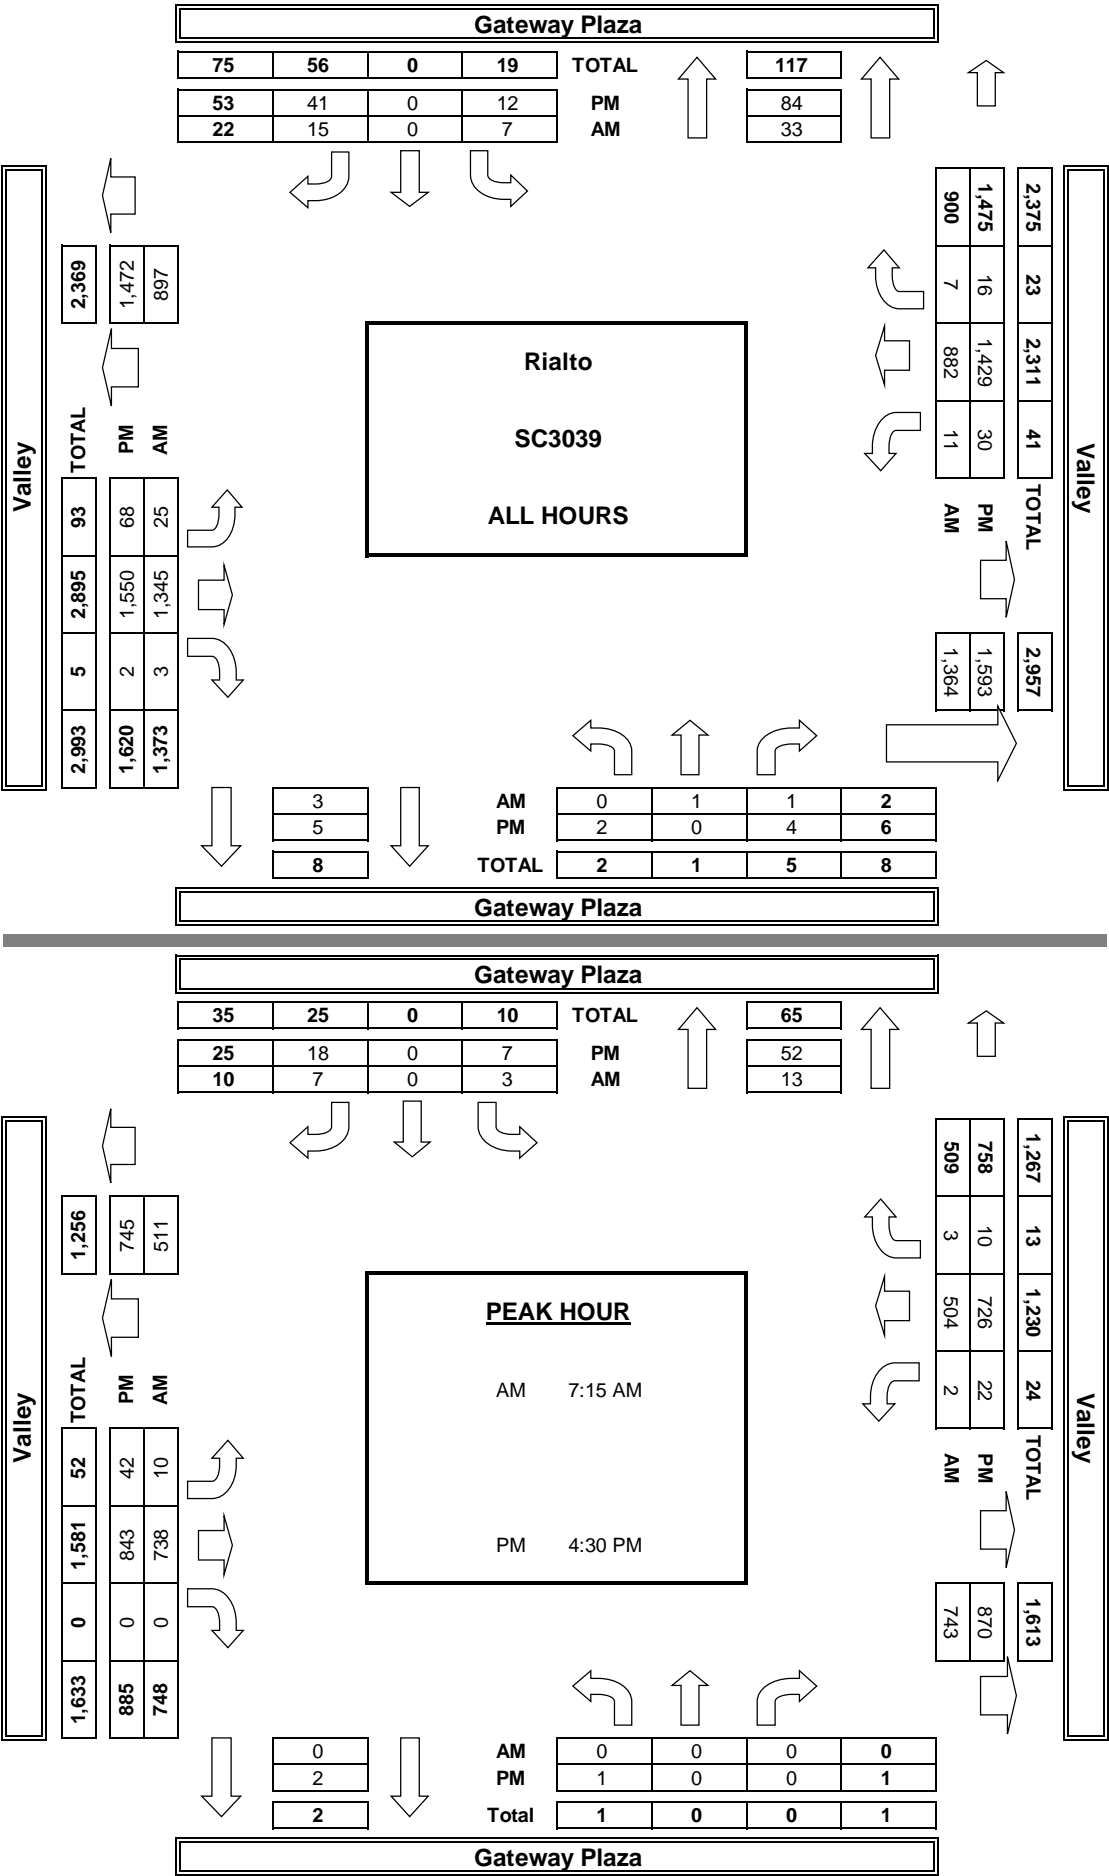 Gateway Plaza
75 56 0 19 TOTAL 117
53 41 0 12 PM 84
22 15 0 7 AM 33
Valley
2,369
1,472
897
TOTAL PM AM
93 68 25
2,895 1,550 1,345
5 2 3
2,993 1,620 1,373
Rialto
SC3039
ALL HOURS
900 1,475 2,375
7 16 23
882 1,429 2,311
11 30 41
AM PM TOTAL
1,364 1,593 2,957
Valley
3 AM 0 1 1 2
5 PM 2 0 4 6
8 TOTAL 2 1 5 8
Gateway Plaza
Gateway Plaza
35 25 0 10 TOTAL 65
25 18 0 7 PM 52
10 7 0 3 AM 13
Valley
1,256
745
511
TOTAL PM AM
52 42 10
1,581 843 738
0 0 0
1,633 885 748
PEAK HOUR
AM 7:15 AM
PM 4:30 PM
509 758 1,267
3 10 13
504 726 1,230
2 22 24
AM PM TOTAL
743 870 1,613
Valley
0 AM 0 0 0 0
2 PM 1 0 0 1
2 Total 1 0 0 1
Gateway Plaza